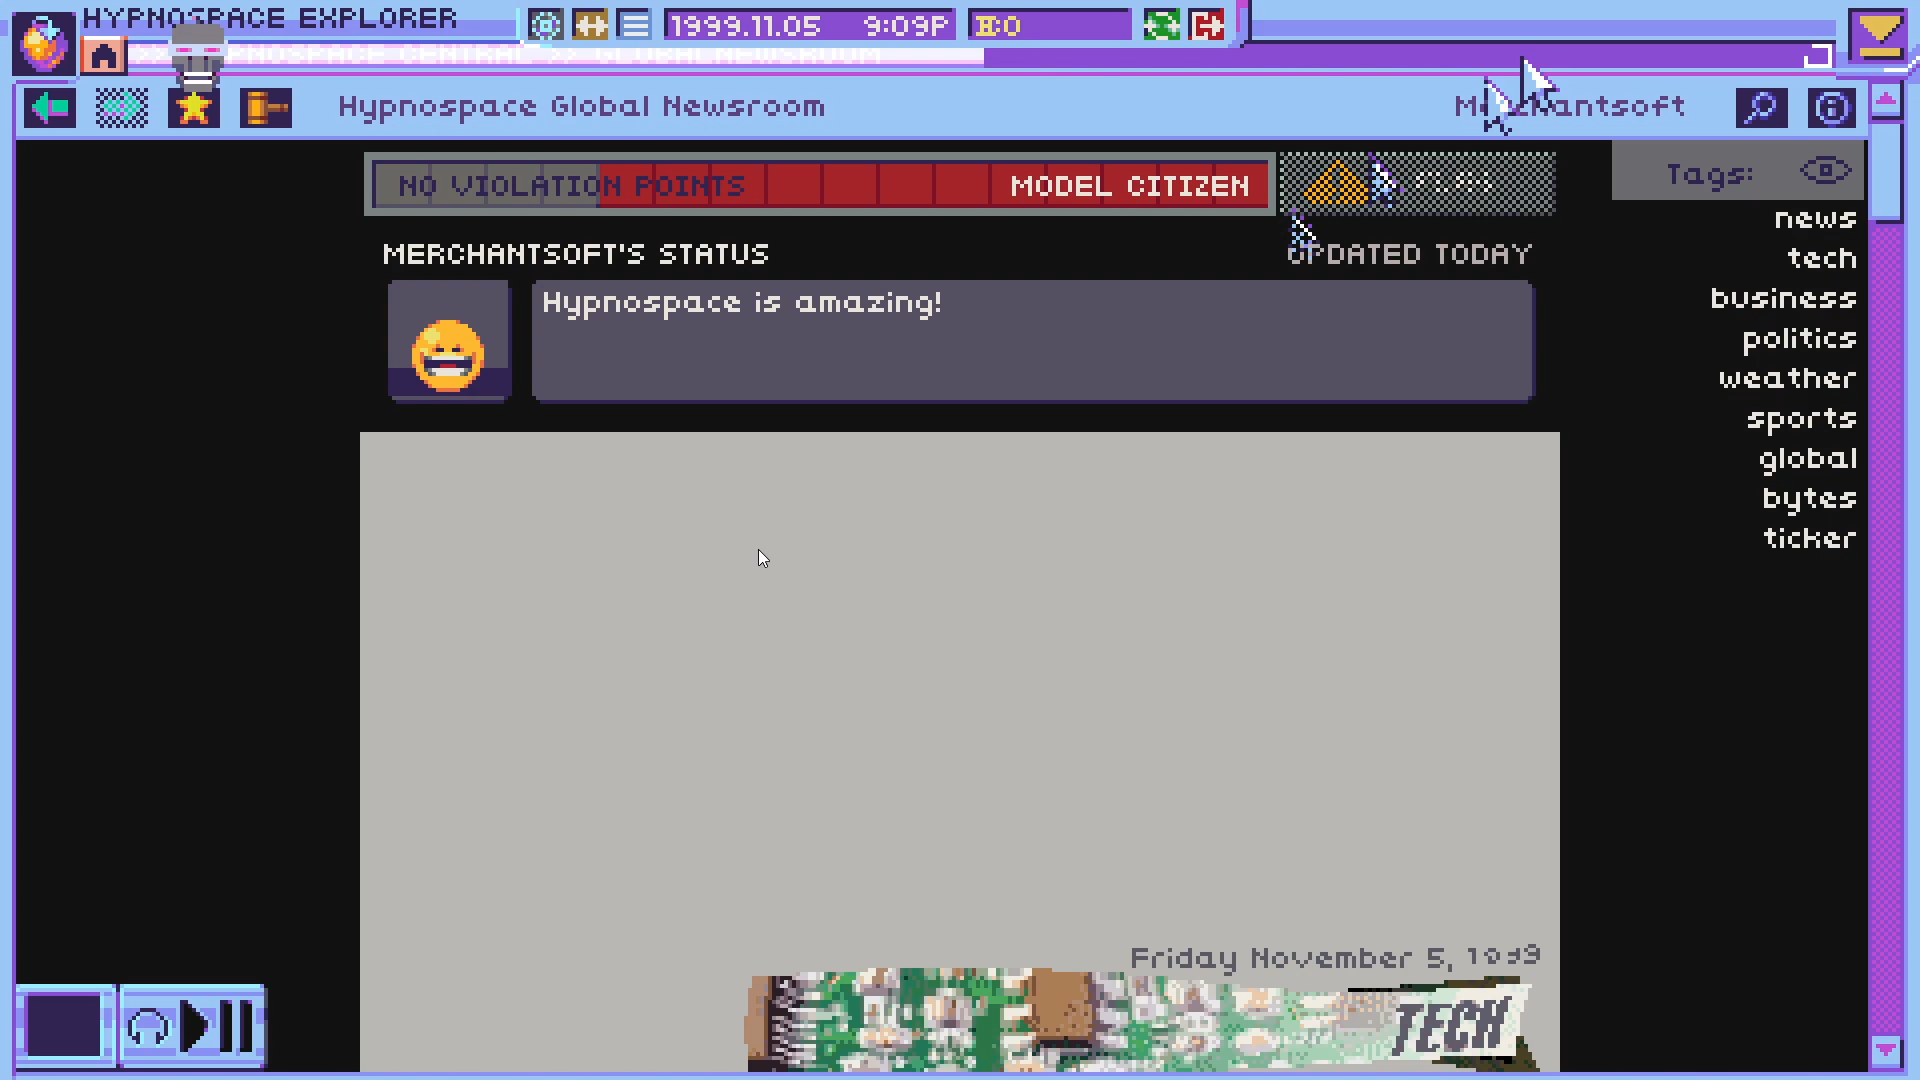 HYPNOSPACE EXPLORER
1999.11.05 9:09P
0
Hypnospace Global Newsroom
NO VIOLATION POINTS
MODEL CITIZEN
Tags:
MERCHANTSOFT'S STATUS
UPDATED TODAY
Hypnospace is amazing!
news
tech
business
politics
weather
sports
global
bytes
ticker
Friday November 5, 1999
TECH